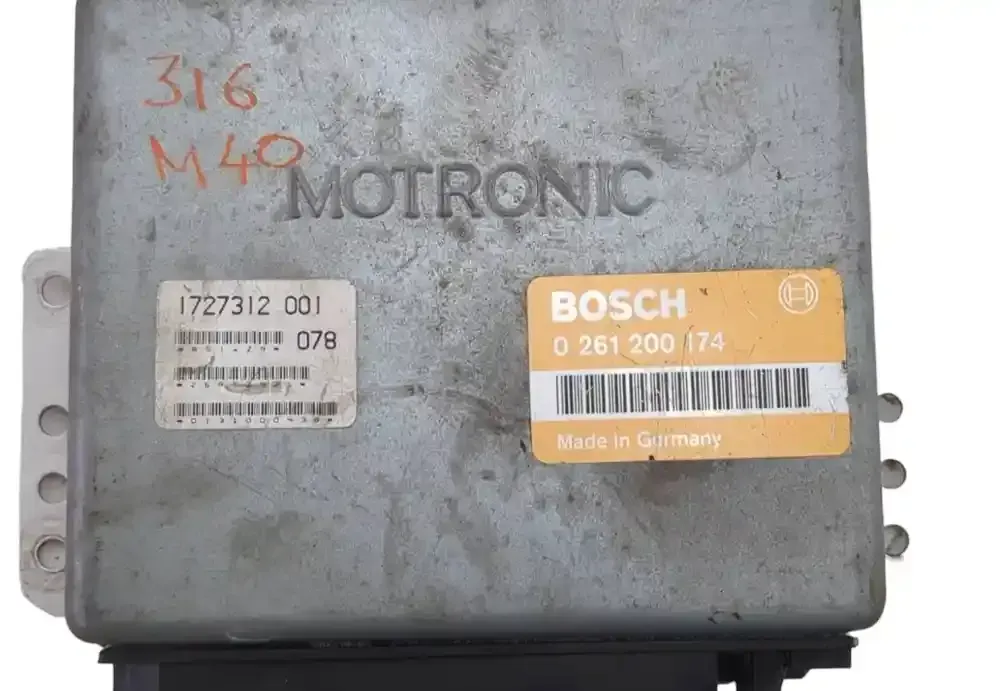 316
M40
MOTRONIC
1727312 001
078
BOSCH
0 261 200 174
Made in Germany